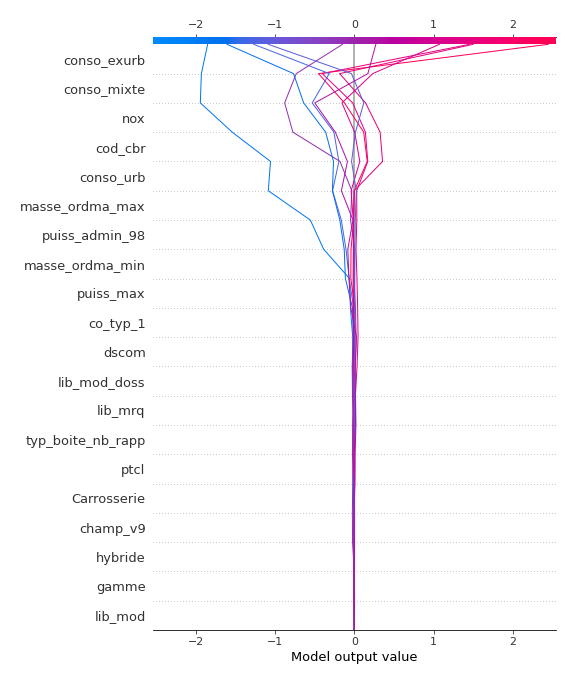 −2 −1 0 1 2
conso_exurb
conso_mixte
nox
cod_cbr
conso_urb
masse_ordma_max
puiss_admin_98
masse_ordma_min
puiss_max
co_typ_1
dscom
lib_mod_doss
lib_mrq
typ_boite_nb_rapp
ptcl
Carrosserie
champ_v9
hybride
gamme
lib_mod
−2 −1 0 1 2
Model output value